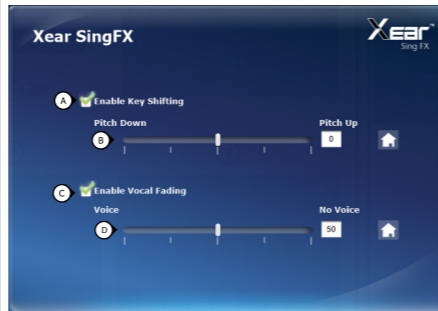 Xear SingFX
Xear™
Sing FX
A
Enable Key Shifting
Pitch Down
Pitch Up
B
0
C
Enable Vocal Fading
Voice
No Voice
D
50